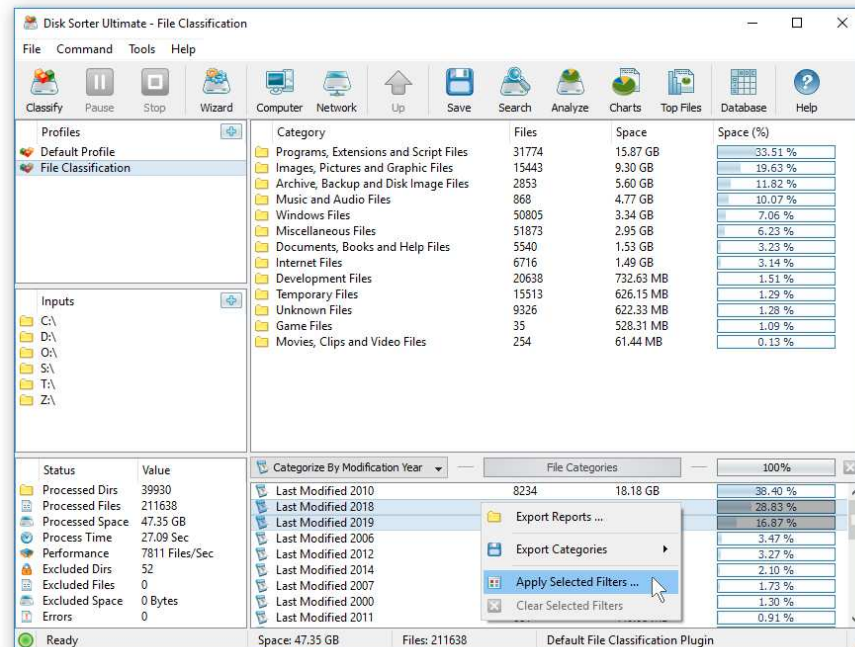 Disk Sorter Ultimate - File Classification
File Command Tools Help
Classify Pause Stop Wizard Computer Network Up Save Search Analyze Charts Top Files Database Help
Profiles
Default Profile
File Classification
Inputs
C:\
D:\
O:\
S:\
T:\
Z:\
Category Files Space Space (%)
Programs, Extensions and Script Files 31774 15.87 GB 33.51 %
Images, Pictures and Graphic Files 15443 9.30 GB 19.63 %
Archive, Backup and Disk Image Files 2853 5.60 GB 11.82 %
Music and Audio Files 868 4.77 GB 10.07 %
Windows Files 50805 3.34 GB 7.06 %
Miscellaneous Files 51873 2.95 GB 6.23 %
Documents, Books and Help Files 5540 1.53 GB 3.23 %
Internet Files 6716 1.49 GB 3.14 %
Development Files 20638 732.63 MB 1.51 %
Temporary Files 15513 626.15 MB 1.29 %
Unknown Files 9326 622.33 MB 1.28 %
Game Files 35 528.31 MB 1.09 %
Movies, Clips and Video Files 254 61.44 MB 0.13 %
Status Value
Processed Dirs 39930
Processed Files 211638
Processed Space 47.35 GB
Process Time 27.09 Sec
Performance 7811 Files/Sec
Excluded Dirs 52
Excluded Files 0
Excluded Space 0 Bytes
Errors 0
Categorize By Modification Year File Categories 100%
Last Modified 2010 8234 18.18 GB 38.40 %
Last Modified 2018 28.83 %
Last Modified 2019 16.87 %
Last Modified 2006 3.47 %
Last Modified 2012 3.27 %
Last Modified 2014 2.10 %
Last Modified 2007 1.73 %
Last Modified 2000 1.30 %
Last Modified 2011 0.91 %
Export Reports ...
Export Categories
Apply Selected Filters ...
Clear Selected Filters
Ready Space: 47.35 GB Files: 211638 Default File Classification Plugin